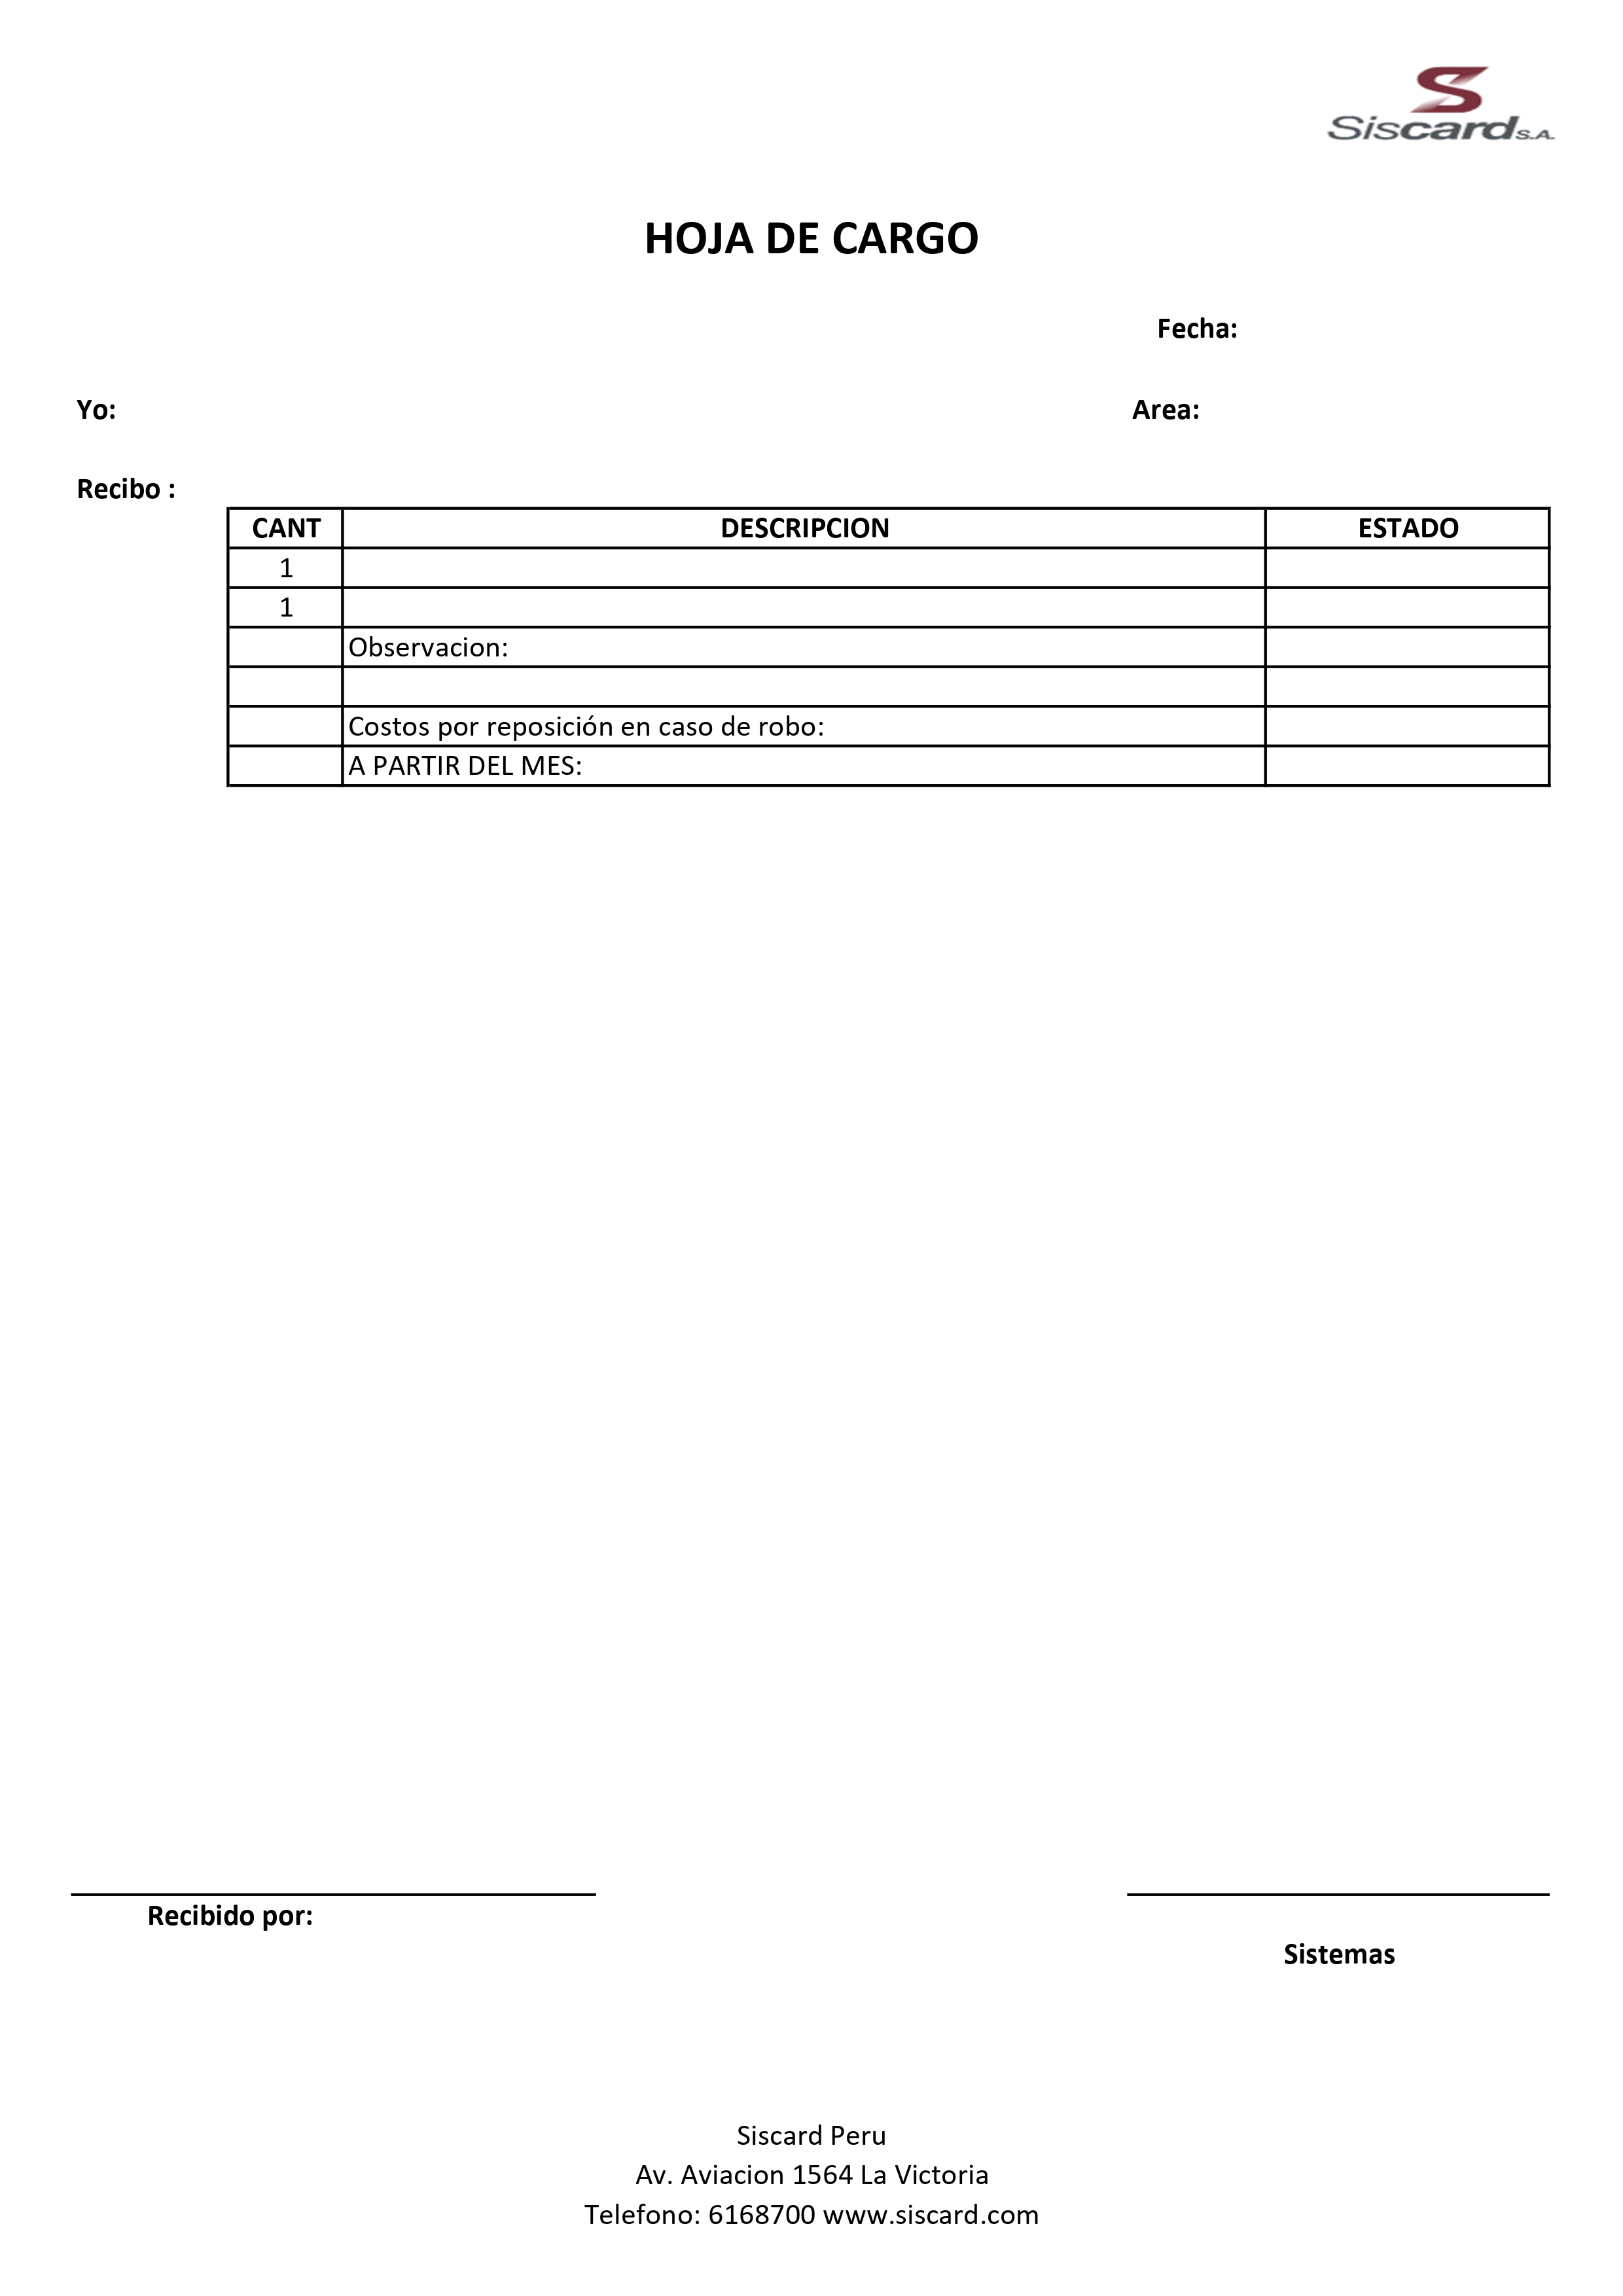 Siscard S.A.
HOJA DE CARGO
Fecha:
Yo: Area:
Recibo :
CANT DESCRIPCION ESTADO
1
1
Observacion:
Costos por reposición en caso de robo:
A PARTIR DEL MES:
Recibido por:
Sistemas
Siscard Peru
Av. Aviacion 1564 La Victoria
Telefono: 6168700 www.siscard.com